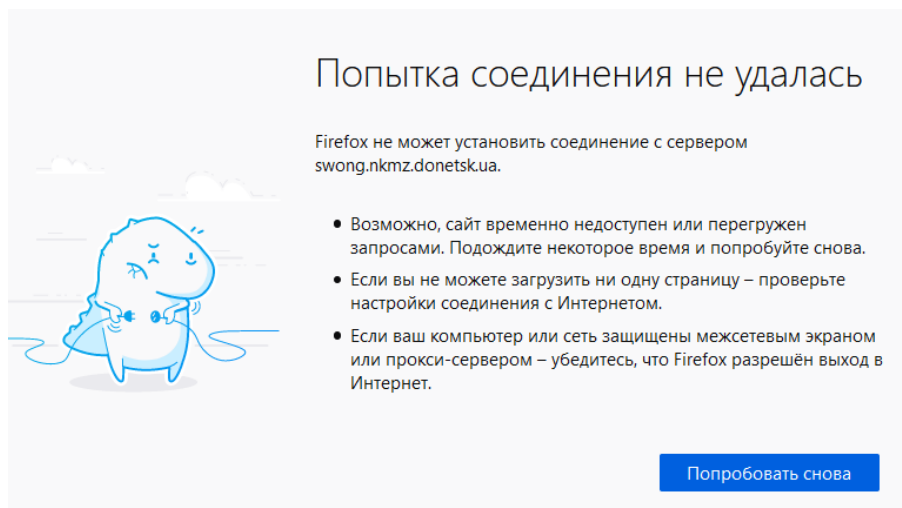 Попытка соединения не удалась
Firefox не может установить соединение с сервером
swong.nkmz.donetsk.ua.
• Возможно, сайт временно недоступен или перегружен
запросами. Подождите некоторое время и попробуйте снова.
• Если вы не можете загрузить ни одну страницу – проверьте
настройки соединения с Интернетом.
• Если ваш компьютер или сеть защищены межсетевым экраном
или прокси-сервером – убедитесь, что Firefox разрешён выход в
Интернет.
Попробовать снова